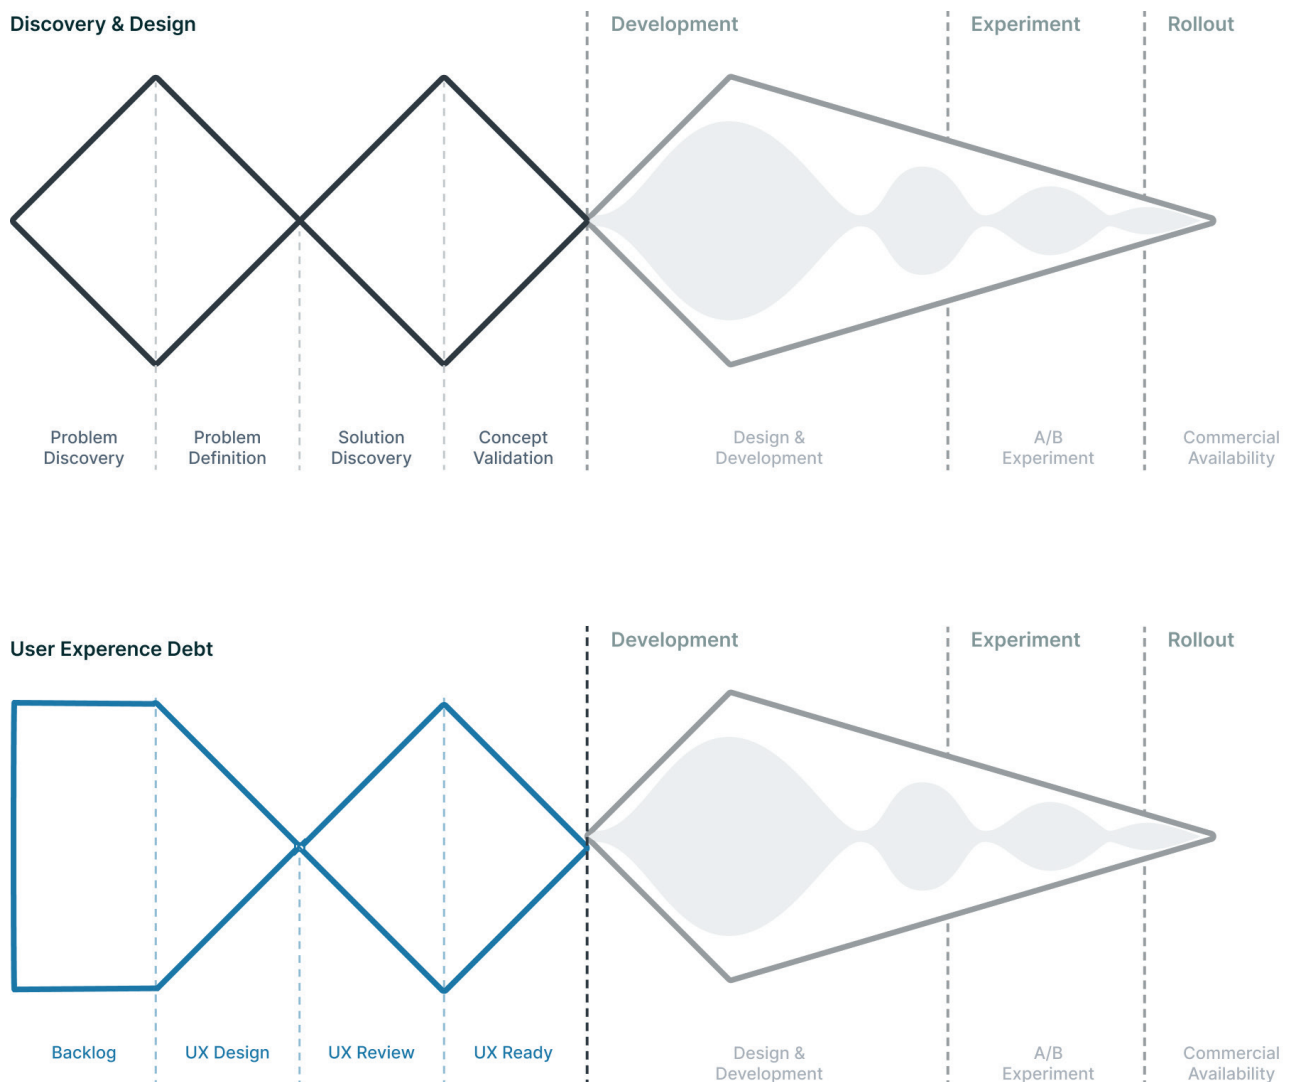 Discovery & Design
Development
Experiment
Rollout
Problem
Discovery
Problem
Definition
Solution
Discovery
Concept
Validation
Design &
Development
A/B
Experiment
Commercial
Availability
User Experence Debt
Development
Experiment
Rollout
Backlog
UX Design
UX Review
UX Ready
Design &
Development
A/B
Experiment
Commercial
Availability